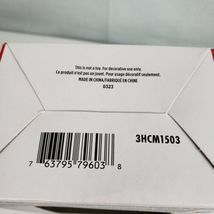 This is not a toy. For decorative use only.
Ce produit n'est pas un jouet. Pour usage décoratif seulement.
MADE IN CHINA/FABRIQUÉ EN CHINE
0323
3HCM1503
7 63795 79603 8